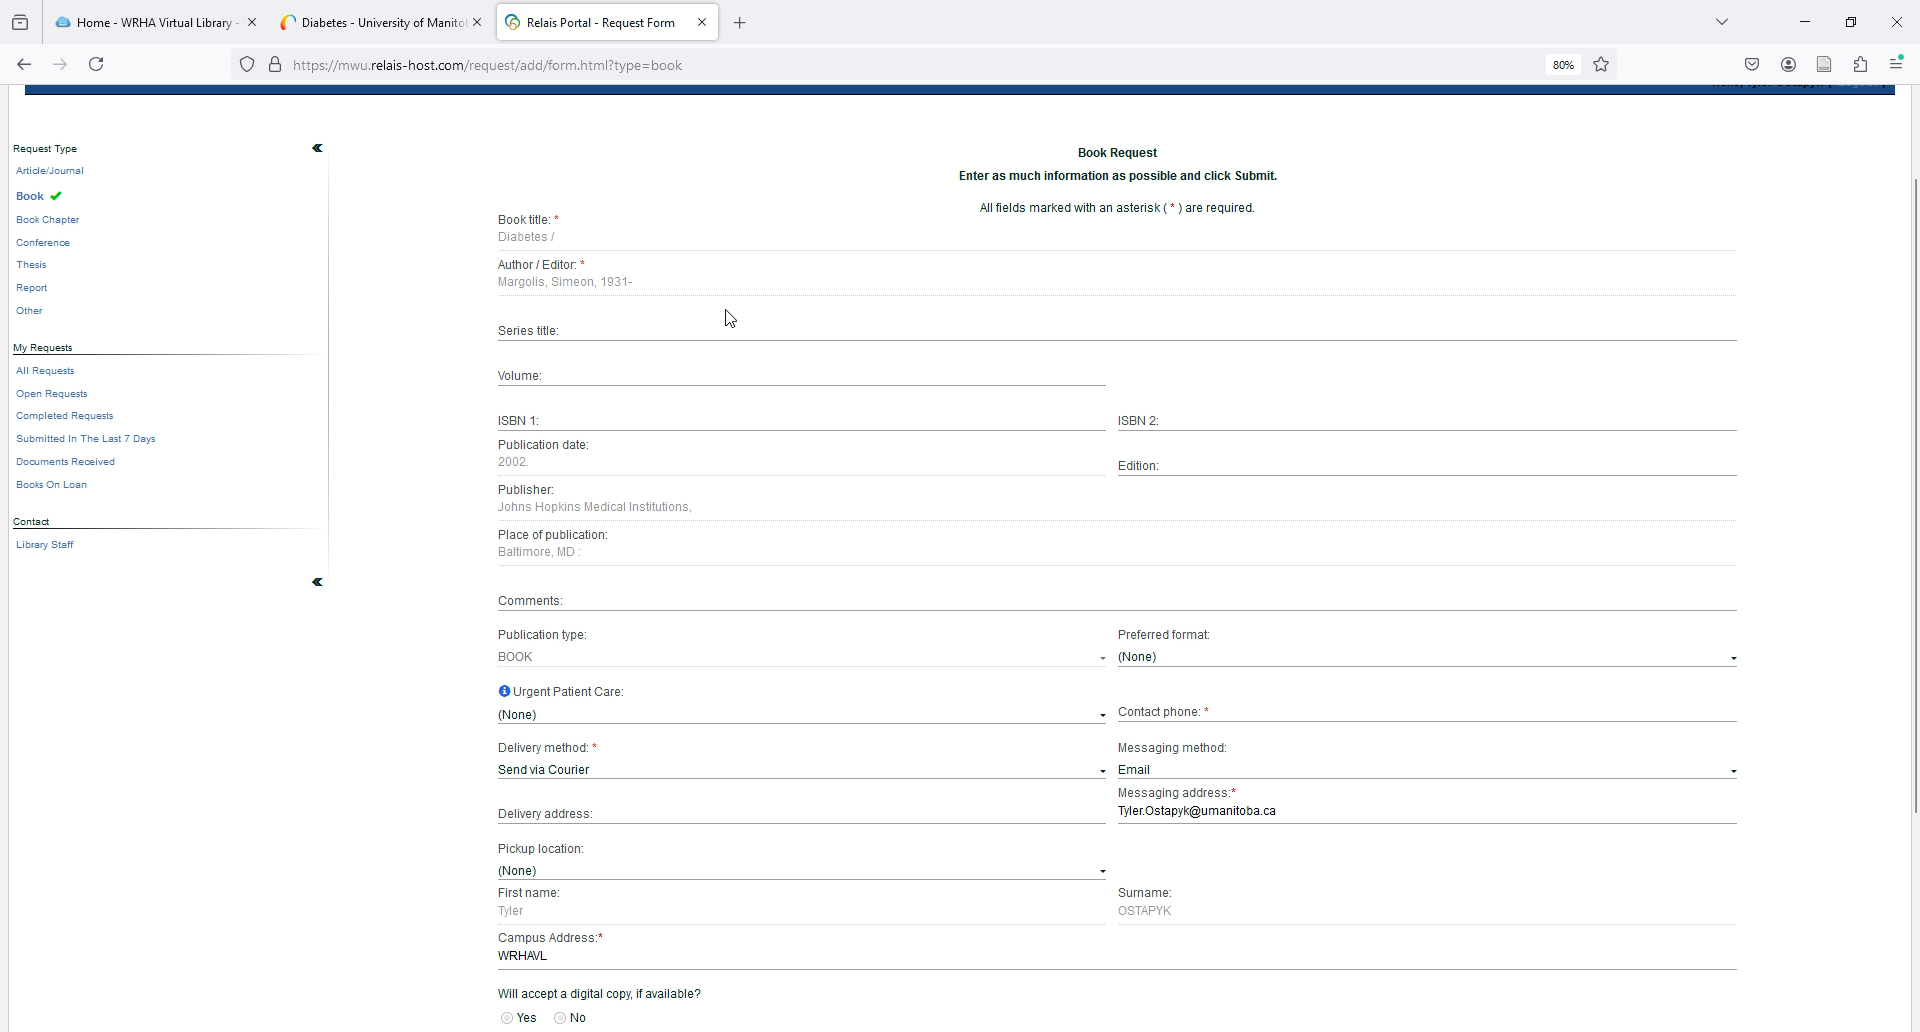 Home - WRHA Virtual Library -
Diabetes - University of Manitob
Relais Portal - Request Form
https://mwu.relais-host.com/request/add/form.html?type=book
80%
Request Type
Article/Journal
Book
Book Chapter
Conference
Thesis
Report
Other
My Requests
All Requests
Open Requests
Completed Requests
Submitted In The Last 7 Days
Documents Received
Books On Loan
Contact
Library Staff
Book Request
Enter as much information as possible and click Submit.
All fields marked with an asterisk ( * ) are required.
Book title: *
Diabetes /
Author / Editor: *
Margolis, Simeon, 1931-
Series title:
Volume:
ISBN 1:
ISBN 2:
Publication date:
2002.
Edition:
Publisher:
Johns Hopkins Medical Institutions,
Place of publication:
Baltimore, MD :
Comments:
Publication type:
BOOK
Preferred format:
(None)
Urgent Patient Care:
(None)
Contact phone: *
Delivery method: *
Send via Courier
Messaging method:
Email
Delivery address:
Messaging address:*
Tyler.Ostapyk@umanitoba.ca
Pickup location:
(None)
First name:
Tyler
Surname:
OSTAPYK
Campus Address:*
WRHAVL
Will accept a digital copy, if available?
Yes No